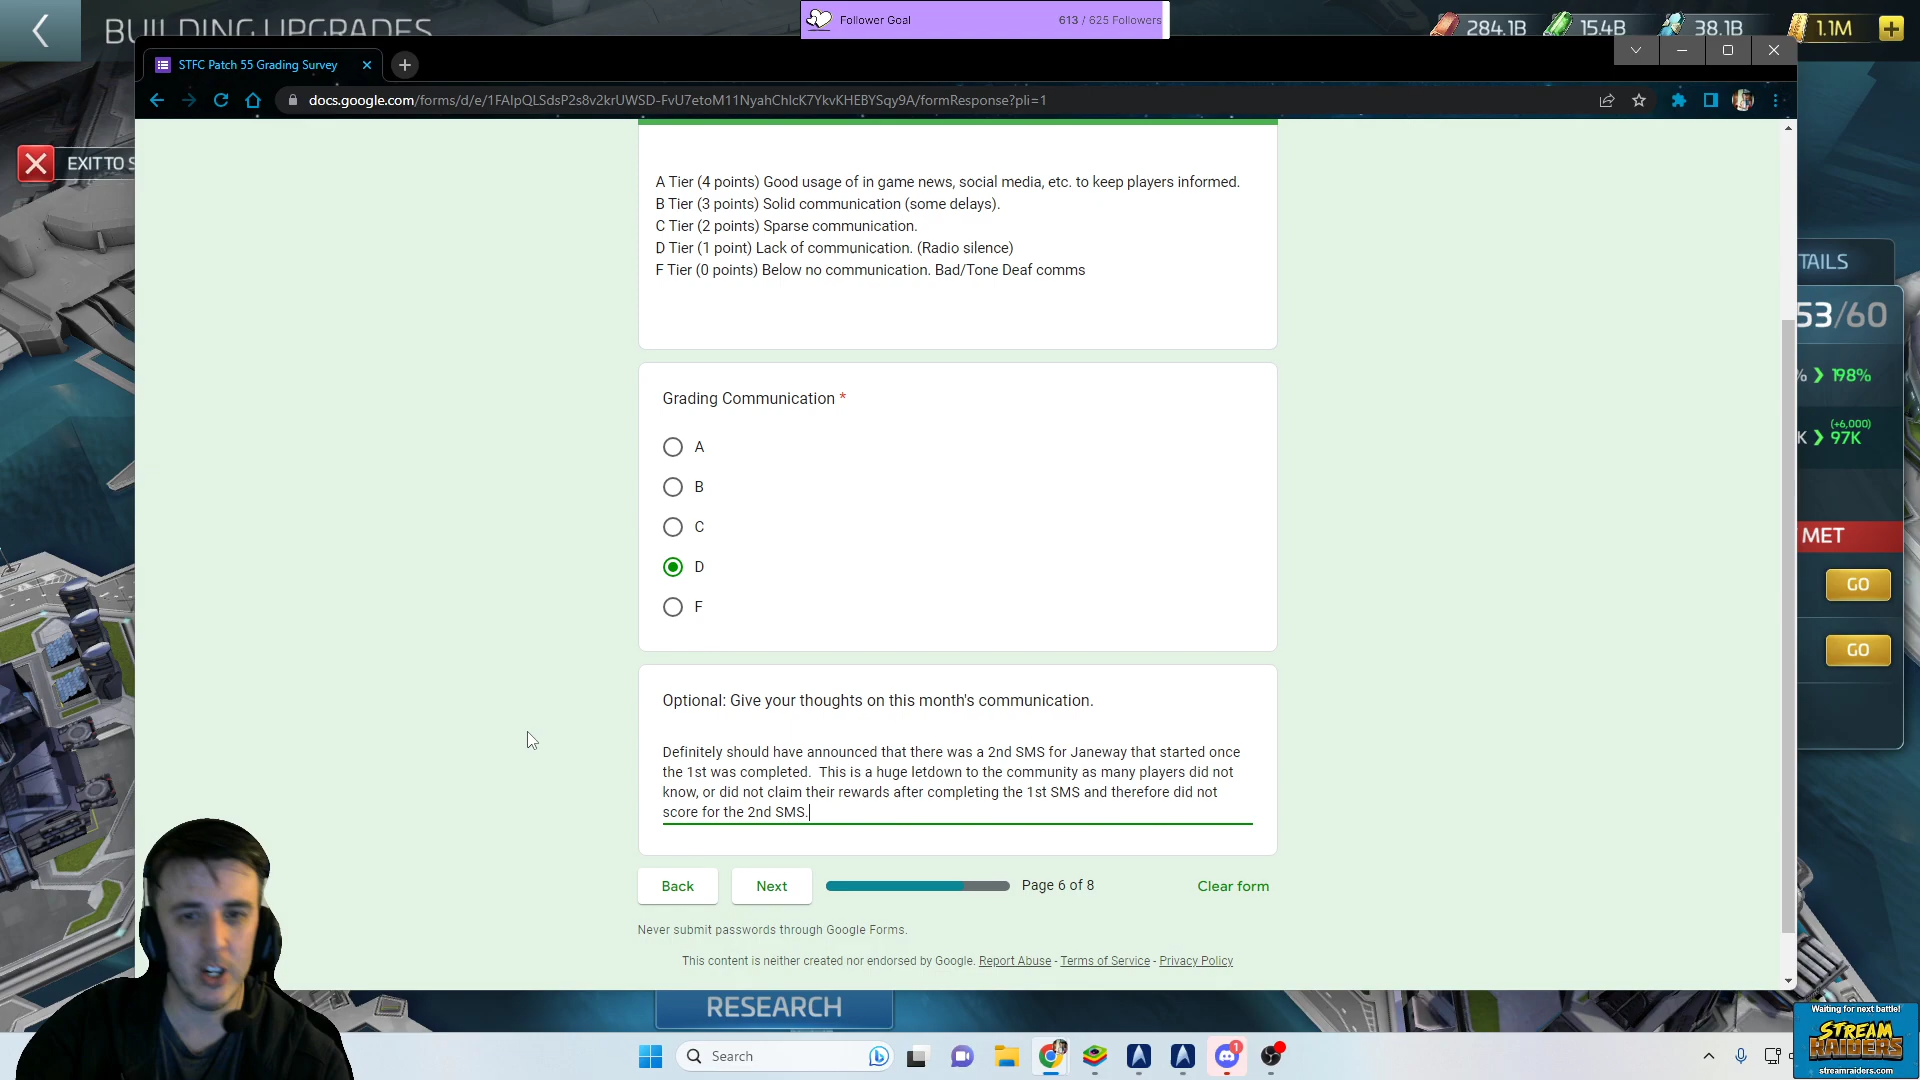 BUILDING UPGRADES
Follower Goal
613 / 625 Followers
284.1B
15.4B
38.1B
1.1M
STFC Patch 55 Grading Survey
docs.google.com/forms/d/e/1FAIpQLSdsP2s8v2krUWSD-FvU7etoM11NyahChlcK7YkvKHEBYSqy9A/formResponse?pli=1
EXIT TO S
A Tier (4 points) Good usage of in game news, social media, etc. to keep players informed.
B Tier (3 points) Solid communication (some delays).
C Tier (2 points) Sparse communication.
D Tier (1 point) Lack of communication. (Radio silence)
F Tier (0 points) Below no communication. Bad/Tone Deaf comms
TAILS
53/60
% 198%
(+6,000)
K 97K
MET
GO
GO
Grading Communication *
A
B
C
D
F
Optional: Give your thoughts on this month's communication.
Definitely should have announced that there was a 2nd SMS for Janeway that started once
the 1st was completed.  This is a huge letdown to the community as many players did not
know, or did not claim their rewards after completing the 1st SMS and therefore did not
score for the 2nd SMS.
Back
Next
Page 6 of 8
Clear form
Never submit passwords through Google Forms.
This content is neither created nor endorsed by Google. Report Abuse - Terms of Service - Privacy Policy
RESEARCH
Search
1
Waiting for next battle!
STREAM
RAIDERS
streamraiders.com